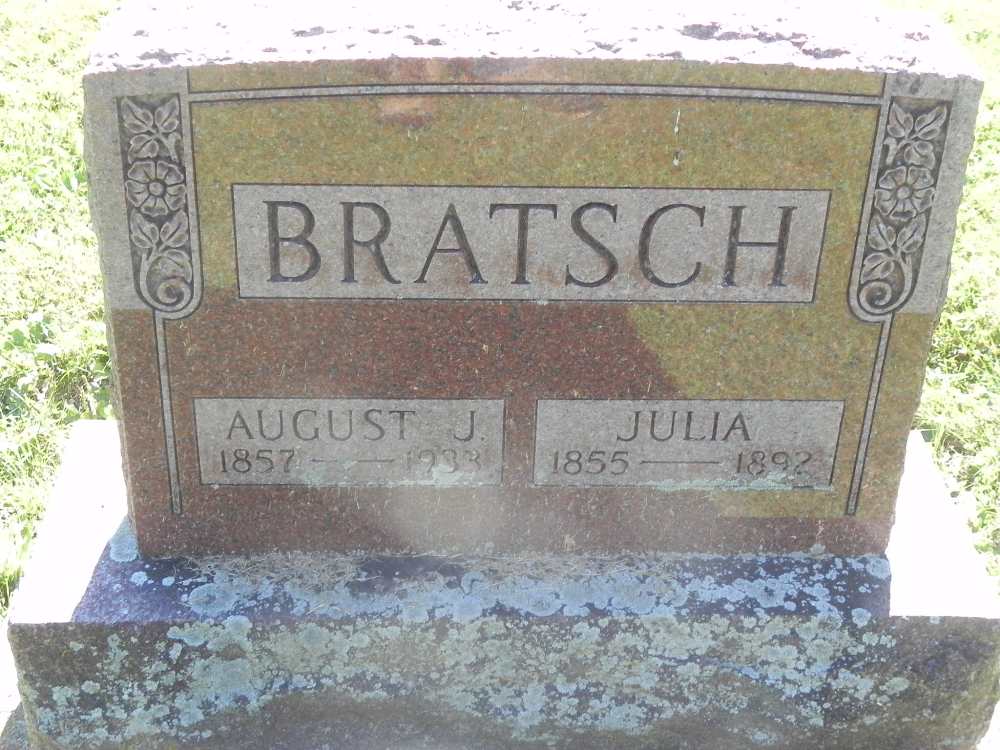 BRATSCH
AUGUST J.
1857 — — 1933
JULIA
1855 — 1892